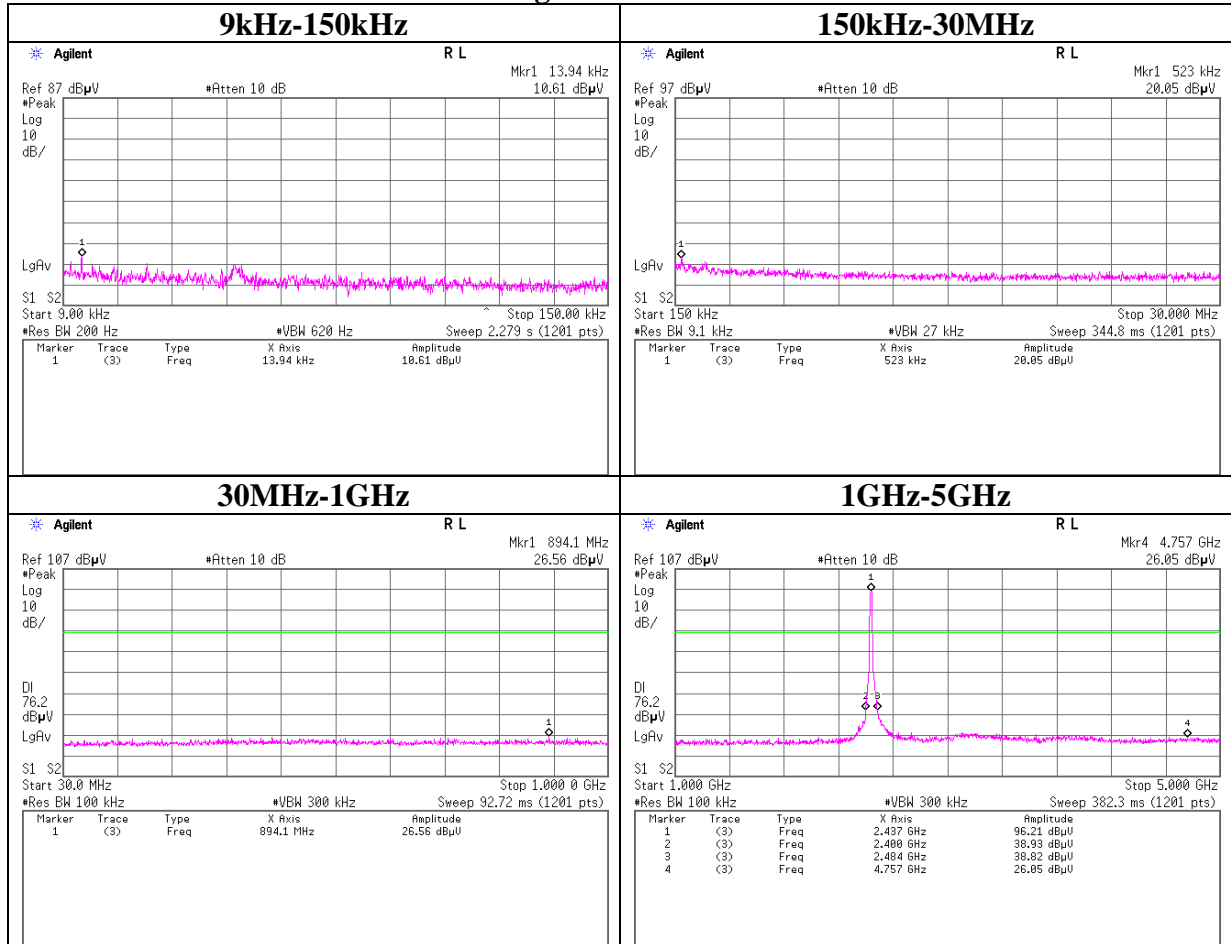 9kHz-150kHz
Agilent R L
Mkr1 13.94 kHz
Ref 87 dBµV #Atten 10 dB 10.61 dBµV
#Peak
Log
10
dB/
1
LgAv
S1 S2
Start 9.00 kHz ^ Stop 150.00 kHz
#Res BW 200 Hz #VBW 620 Hz Sweep 2.279 s (1201 pts)
Marker Trace Type X Axis Amplitude
1 (3) Freq 13.94 kHz 10.61 dBµV
150kHz-30MHz
Agilent R L
Mkr1 523 kHz
Ref 97 dBµV #Atten 10 dB 20.05 dBµV
#Peak
Log
10
dB/
1
LgAv
S1 S2
Start 150 kHz Stop 30.000 MHz
#Res BW 9.1 kHz #VBW 27 kHz Sweep 344.8 ms (1201 pts)
Marker Trace Type X Axis Amplitude
1 (3) Freq 523 kHz 20.05 dBµV
30MHz-1GHz
Agilent R L
Mkr1 894.1 MHz
Ref 107 dBµV #Atten 10 dB 26.56 dBµV
#Peak
Log
10
dB/
DI
76.2
dBµV
1
LgAv
S1 S2
Start 30.0 MHz Stop 1.000 0 GHz
#Res BW 100 kHz #VBW 300 kHz Sweep 92.72 ms (1201 pts)
Marker Trace Type X Axis Amplitude
1 (3) Freq 894.1 MHz 26.56 dBµV
1GHz-5GHz
Agilent R L
Mkr4 4.757 GHz
Ref 107 dBµV #Atten 10 dB 26.05 dBµV
#Peak
1
Log
10
dB/
DI
76.2
2 3
dBµV
4
LgAv
S1 S2
Start 1.000 GHz Stop 5.000 GHz
#Res BW 100 kHz #VBW 300 kHz Sweep 382.3 ms (1201 pts)
Marker Trace Type X Axis Amplitude
1 (3) Freq 2.437 GHz 96.21 dBµV
2 (3) Freq 2.400 GHz 38.93 dBµV
3 (3) Freq 2.484 GHz 38.82 dBµV
4 (3) Freq 4.757 GHz 26.05 dBµV